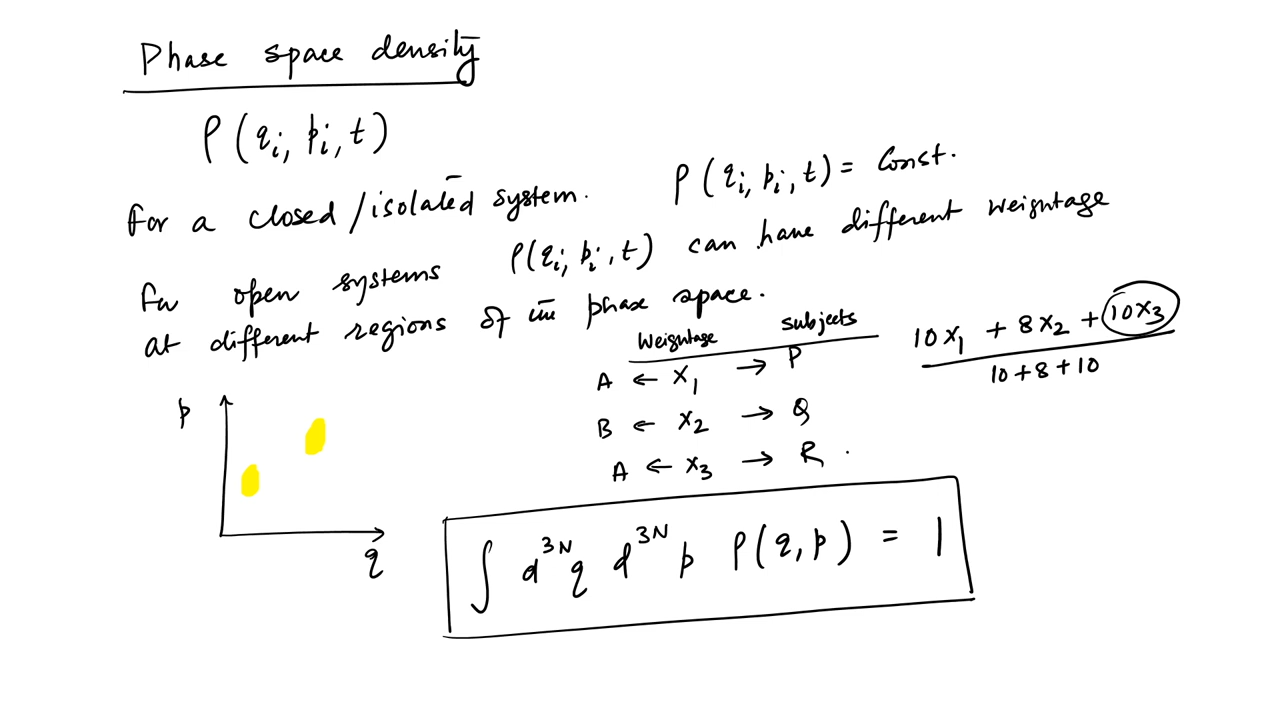 Phase space density
ρ(qᵢ, pᵢ, t)
For a closed/isolated system. ρ(qᵢ, pᵢ, t) = Const.
For open systems ρ(qᵢ, pᵢ, t) can have different weightage
at different regions of the phase space.
Weightage subjects
A ← x₁ → P
B ← x₂ → Q
A ← x₃ → R.
10x₁ + 8x₂ + 10x₃
10+8+10
p
q
∫ d³ᴺq d³ᴺp ρ(q,p) = 1